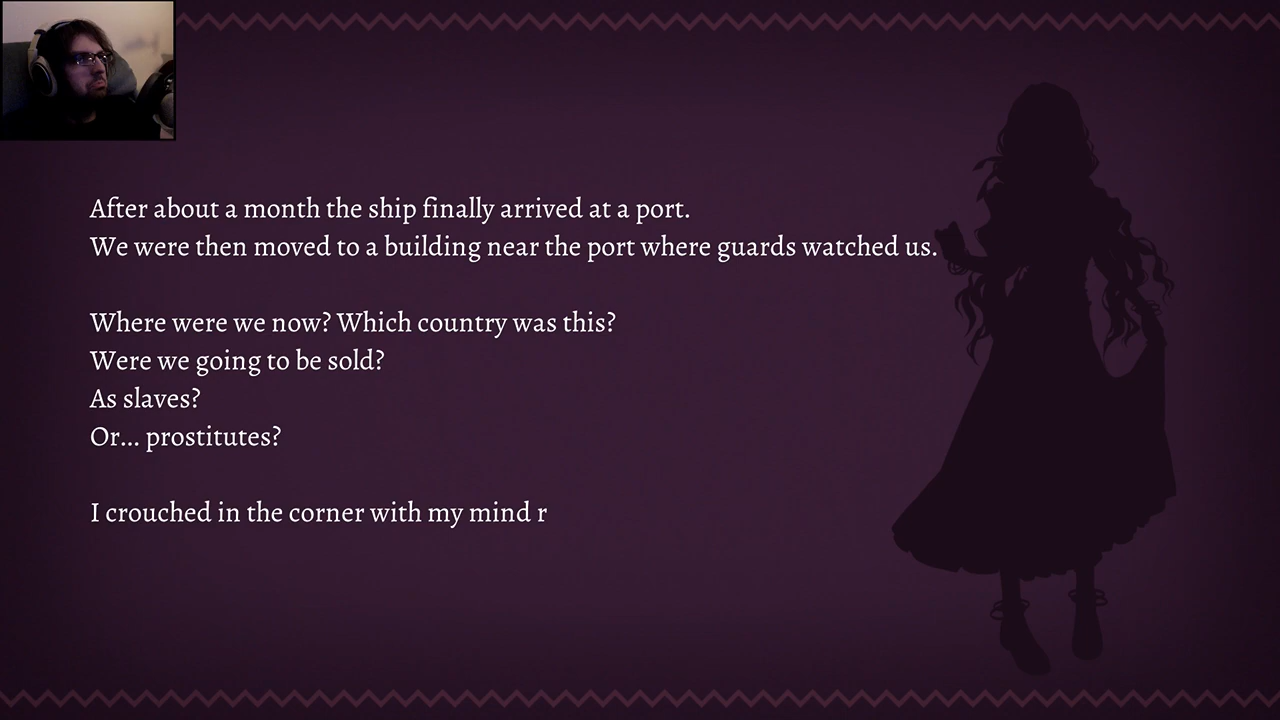 After about a month the ship finally arrived at a port.
We were then moved to a building near the port where guards watched us.
Where were we now? Which country was this?
Were we going to be sold?
As slaves?
Or... prostitutes?
I crouched in the corner with my mind r